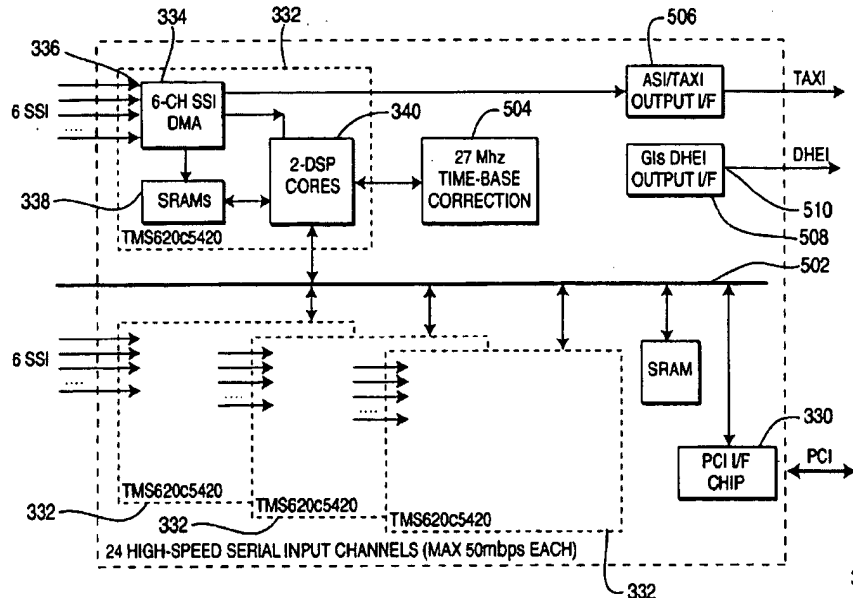 334
332
506
336
6-CH SSI
DMA
6 SSI
....
340
504
ASI/TAXI
OUTPUT I/F
TAXI
2-DSP
CORES
27 Mhz
TIME-BASE
CORRECTION
GIs DHEI
OUTPUT I/F
DHEI
338
SRAMs
TMS620c5420
510
508
502
6 SSI
....
....
....
SRAM
330
PCI I/F
CHIP
PCI
TMS620c5420
332
332
TMS620c5420
TMS620c5420
24 HIGH-SPEED SERIAL INPUT CHANNELS (MAX 50mbps EACH)
332